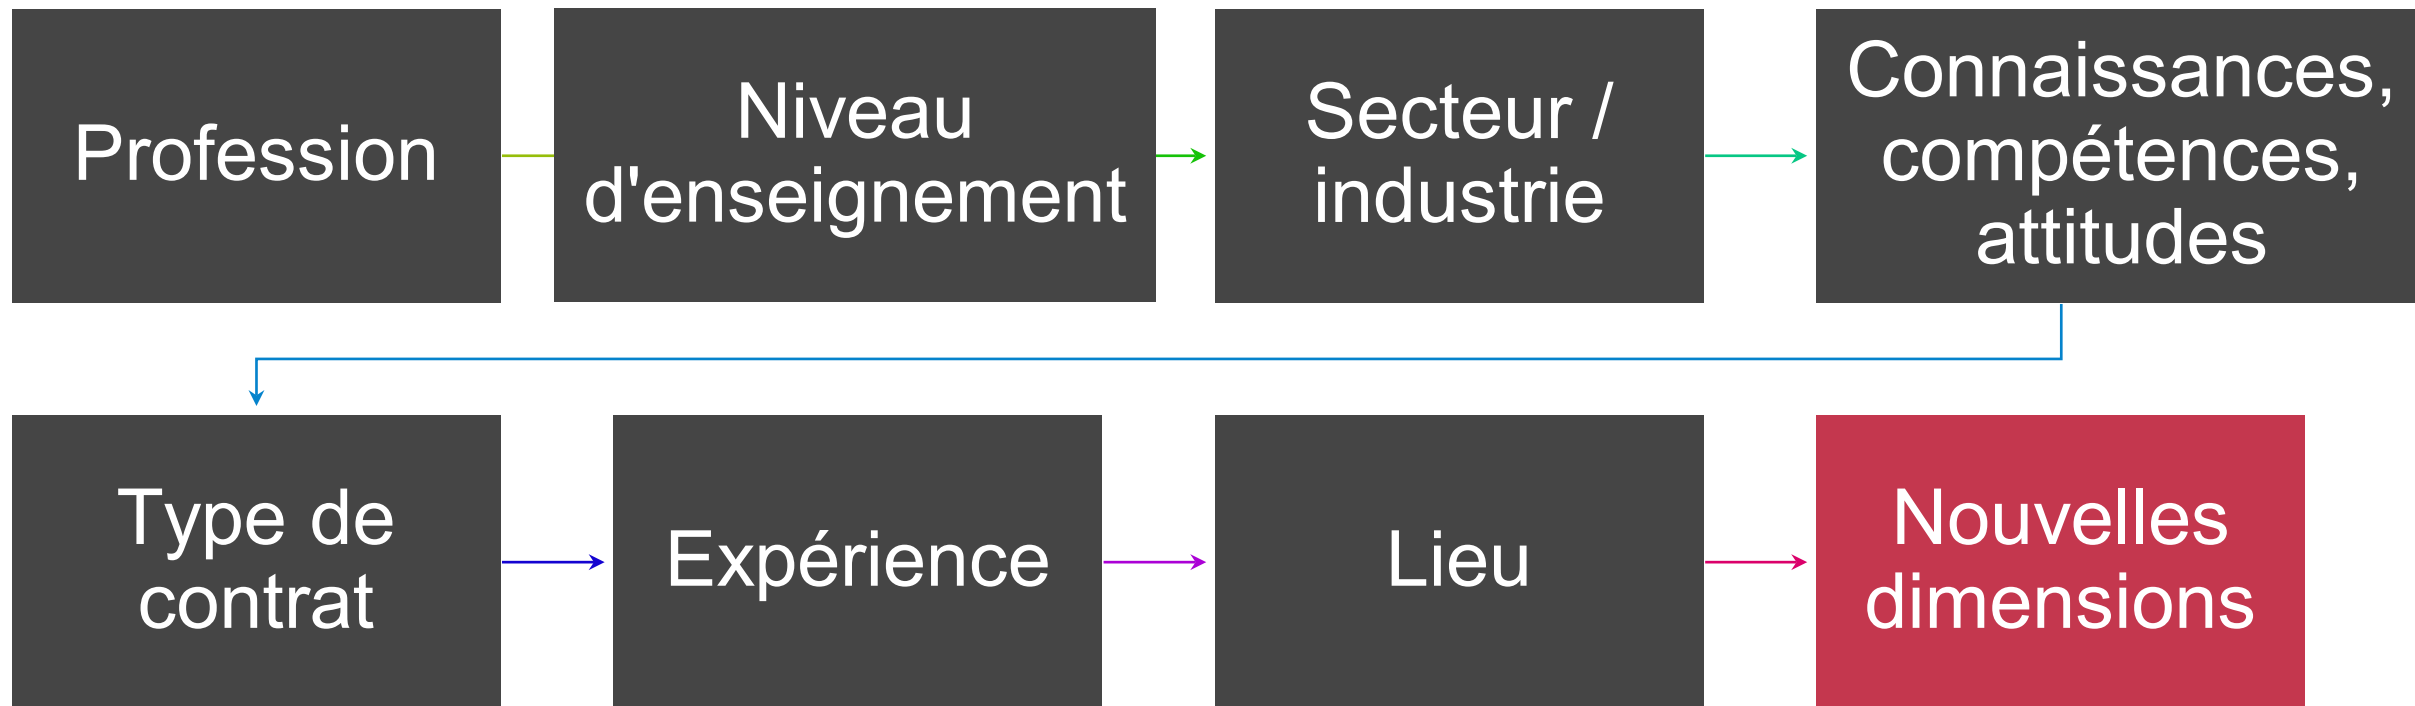 Profession
Niveau
d'enseignement
Secteur /
industrie
Connaissances,
compétences,
attitudes
Type de
contrat
Expérience
Lieu
Nouvelles
dimensions